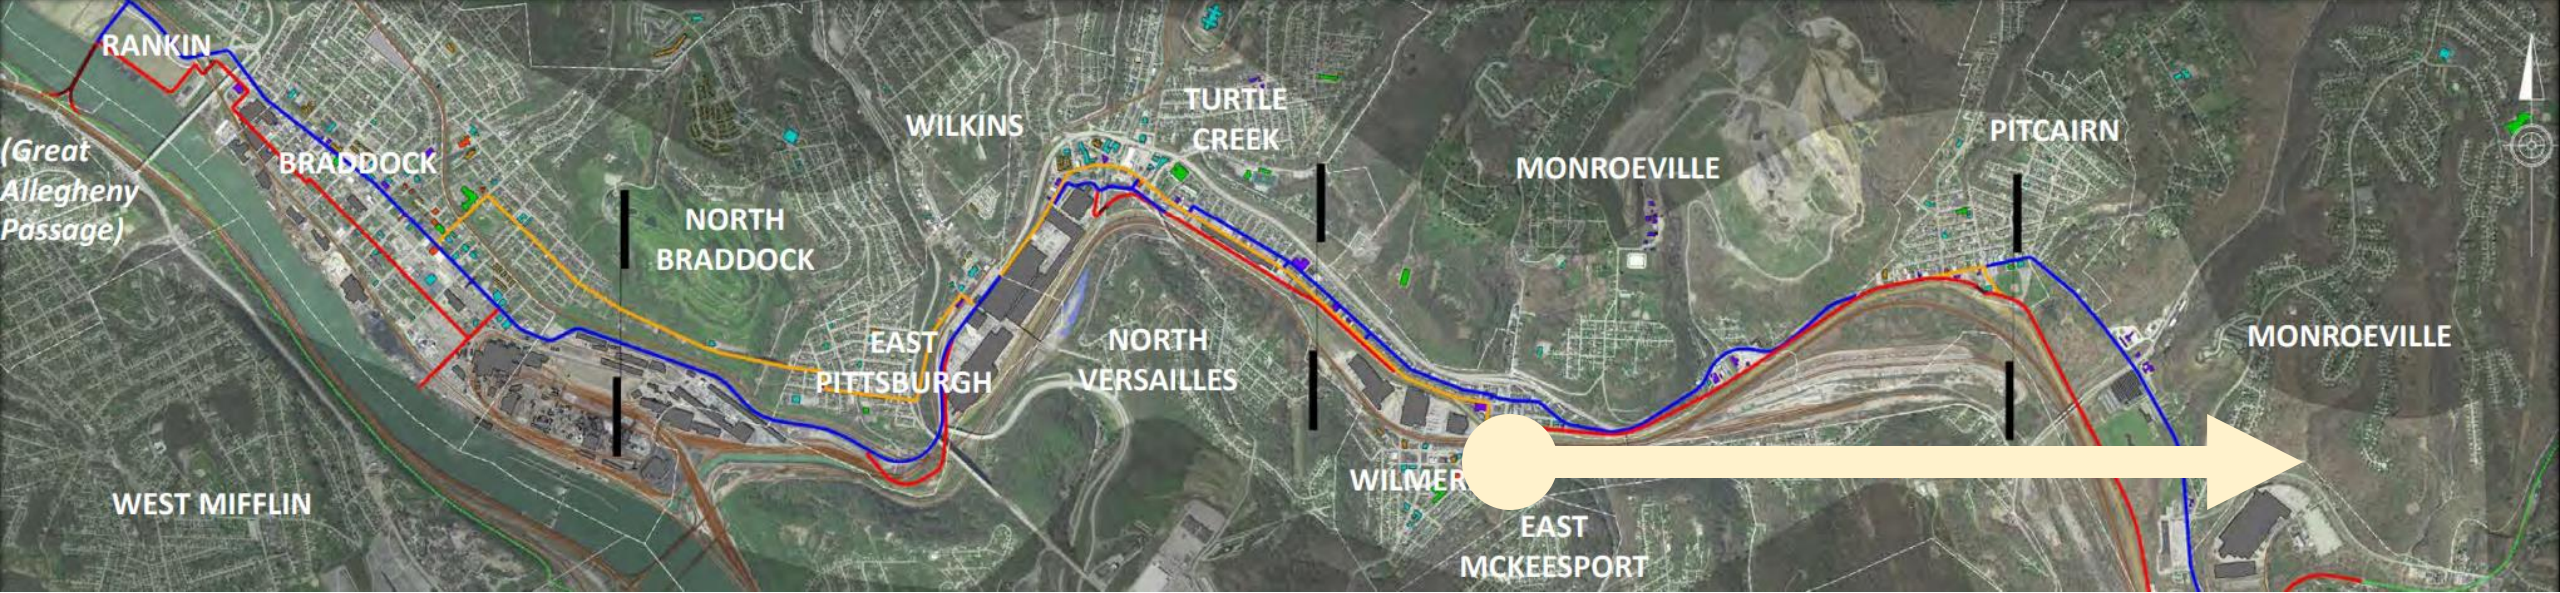 RANKIN
(Great
Allegheny
Passage)
BRADDOCK
WEST MIFFLIN
NORTH
BRADDOCK
WILKINS
EAST
PITTSBURGH
TURTLE
CREEK
NORTH
VERSAILLES
MONROEVILLE
WILMER
EAST
MCKEESPORT
PITCAIRN
MONROEVILLE